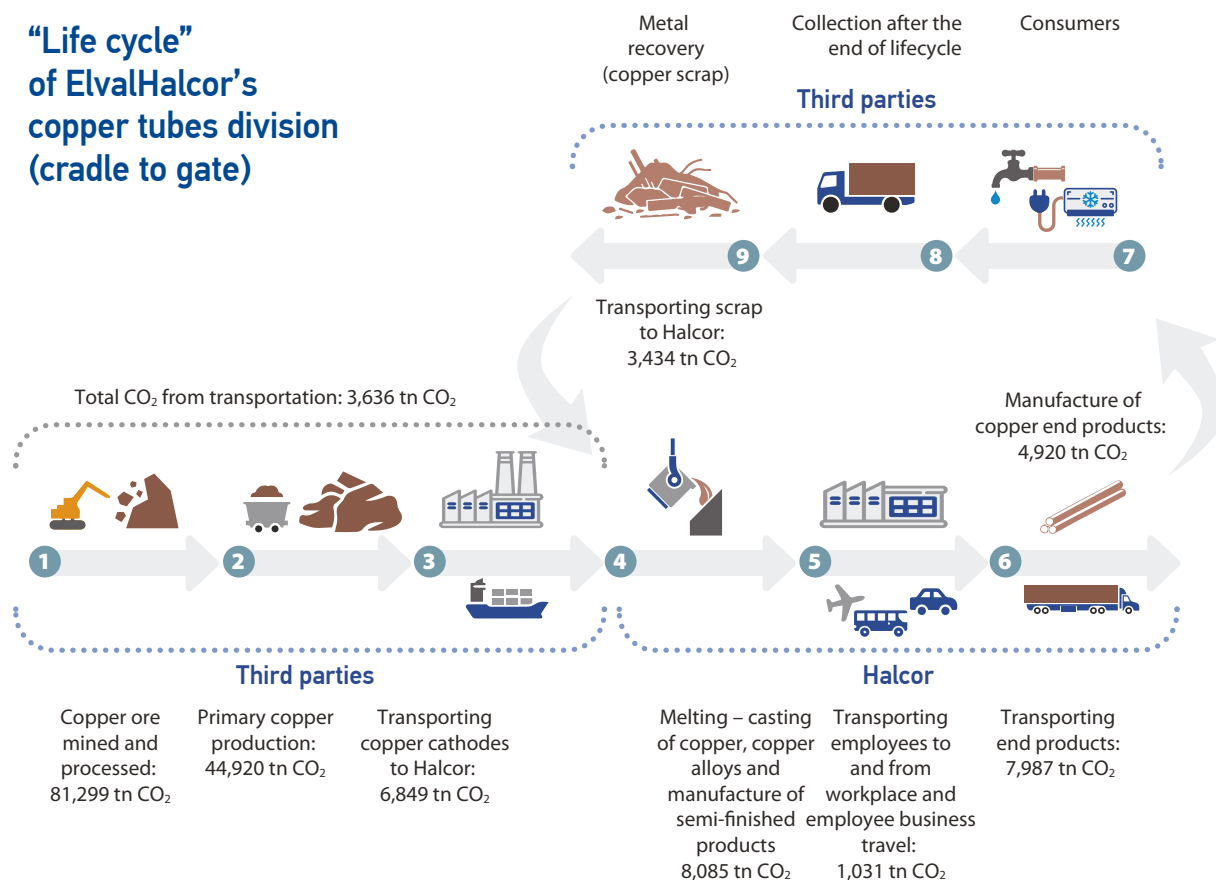 “Life cycle”
of ElvalHalcor’s
copper tubes division
(cradle to gate)
Metal
recovery
(copper scrap)
Collection after the
end of lifecycle
Consumers
Third parties
9
8
7
Transporting scrap
to Halcor:
3,434 tn CO₂
Total CO₂ from transportation: 3,636 tn CO₂
Manufacture of
copper end products:
4,920 tn CO₂
1
2
3
4
5
6
Third parties
Halcor
Copper ore
mined and
processed:
81,299 tn CO₂
Primary copper
production:
44,920 tn CO₂
Transporting
copper cathodes
to Halcor:
6,849 tn CO₂
Melting – casting
of copper, copper
alloys and
manufacture of
semi-finished
products
8,085 tn CO₂
Transporting
employees to
and from
workplace and
employee business
travel:
1,031 tn CO₂
Transporting
end products:
7,987 tn CO₂